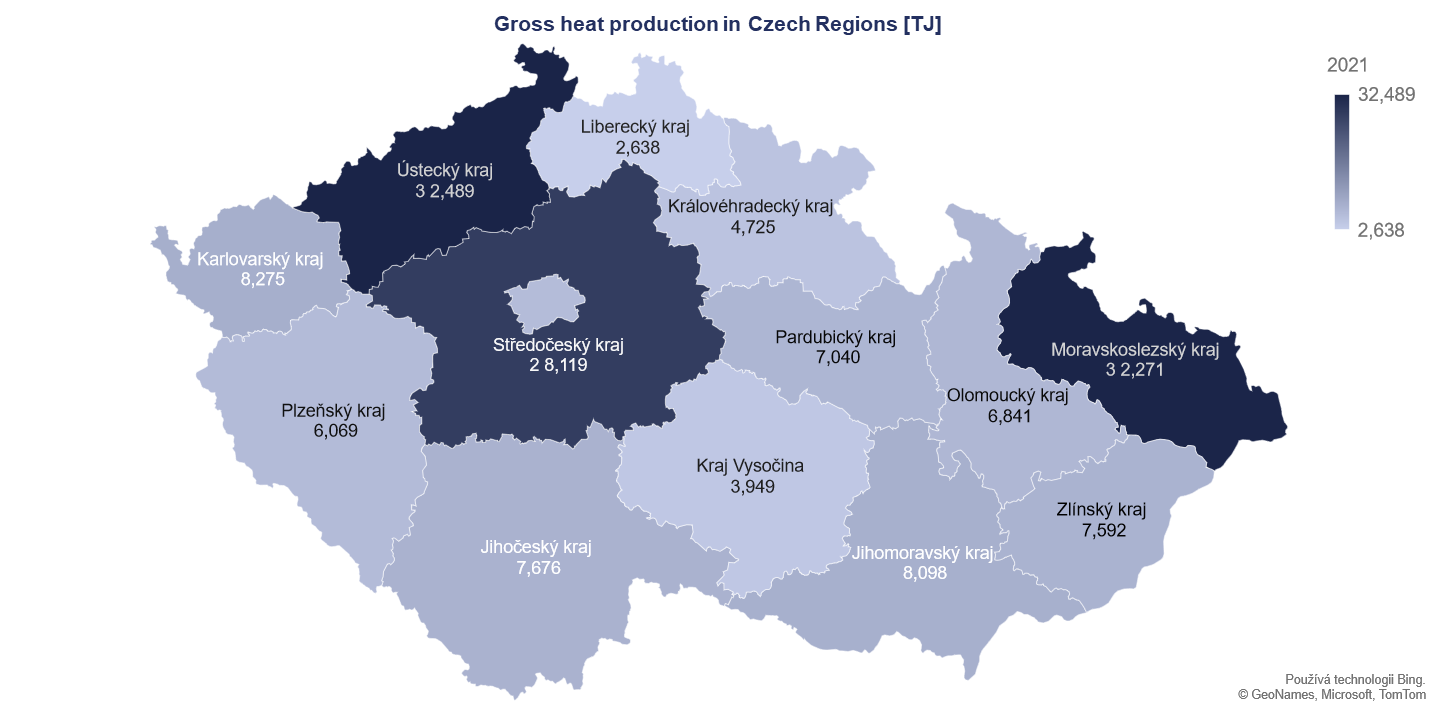 Gross heat production in Czech Regions [TJ]
2021
32,489
2,638
Liberecký kraj
2,638
Ústecký kraj
3 2,489
Královéhradecký kraj
4,725
Karlovarský kraj
8,275
Středočeský kraj
2 8,119
Pardubický kraj
7,040
Moravskoslezský kraj
3 2,271
Olomoucký kraj
6,841
Plzeňský kraj
6,069
Kraj Vysočina
3,949
Zlínský kraj
7,592
Jihočeský kraj
7,676
Jihomoravský kraj
8,098
Používá technologii Bing.
© GeoNames, Microsoft, TomTom